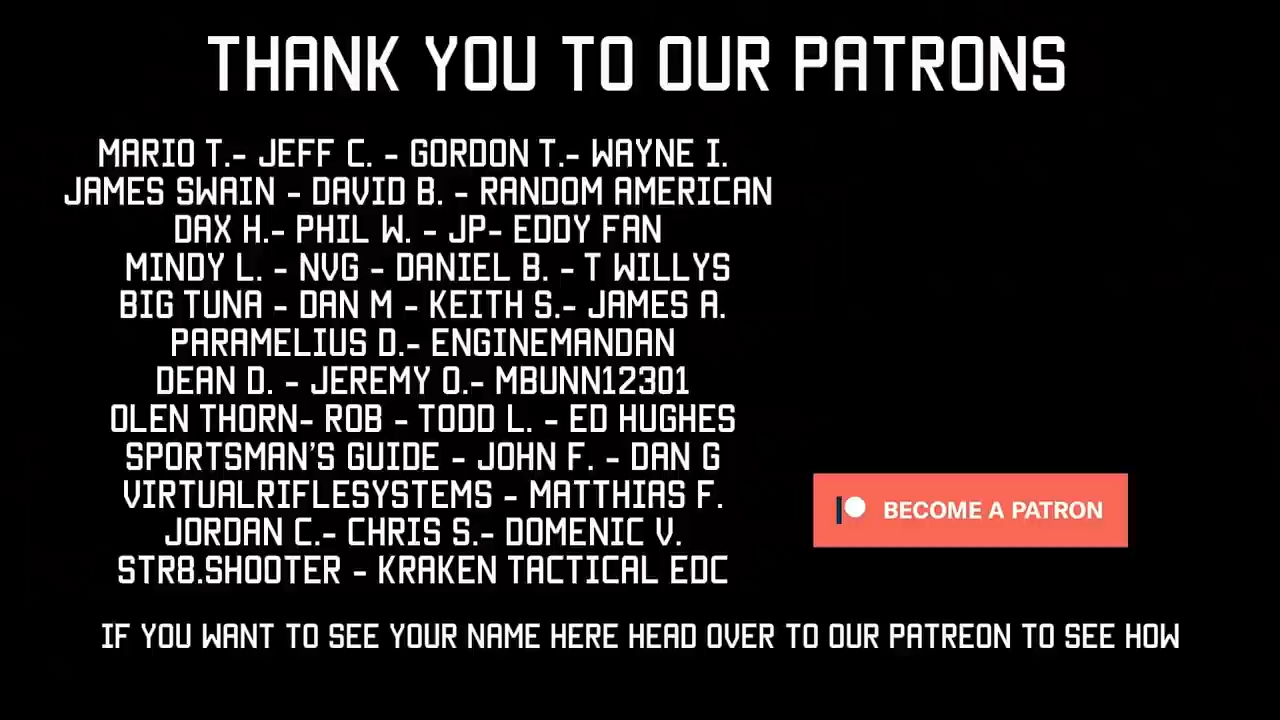 THANK YOU TO OUR PATRONS
MARIO T.- JEFF C. - GORDON T.- WAYNE I.
JAMES SWAIN - DAVID B. - RANDOM AMERICAN
DAX H.- PHIL W. - JP- EDDY FAN
MINDY L. - NVG - DANIEL B. - T WILLYS
BIG TUNA - DAN M - KEITH S.- JAMES A.
PARAMELIUS D.- ENGINEMANDAN
DEAN D. - JEREMY O.- MBUNN12301
OLEN THORN- ROB - TODD L. - ED HUGHES
SPORTSMAN'S GUIDE - JOHN F. - DAN G
VIRTUALRIFLESYSTEMS - MATTHIAS F.
JORDAN C.- CHRIS S.- DOMENIC V.
STR8.SHOOTER - KRAKEN TACTICAL EDC
BECOME A PATRON
IF YOU WANT TO SEE YOUR NAME HERE HEAD OVER TO OUR PATREON TO SEE HOW